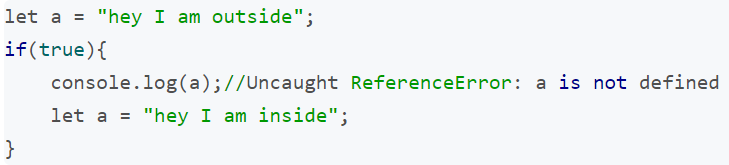 let a = "hey I am outside";
if(true){
    console.log(a);//Uncaught ReferenceError: a is not defined
    let a = "hey I am inside";
}